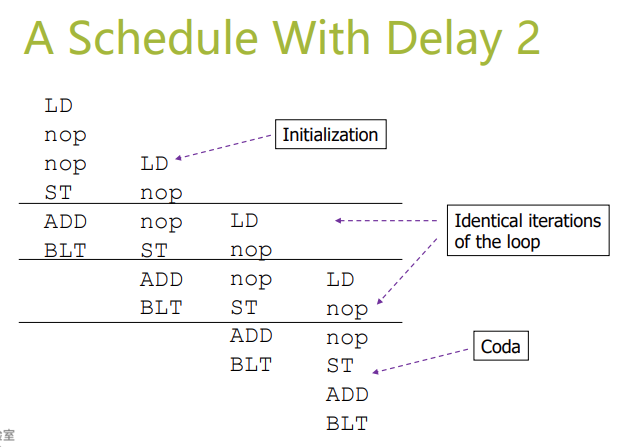 A Schedule With Delay 2
LD
nop
Initialization
nop LD
ST nop
ADD nop LD
Identical iterations
of the loop
BLT ST nop
ADD nop LD
BLT ST nop
ADD nop
Coda
BLT ST
ADD
BLT
室